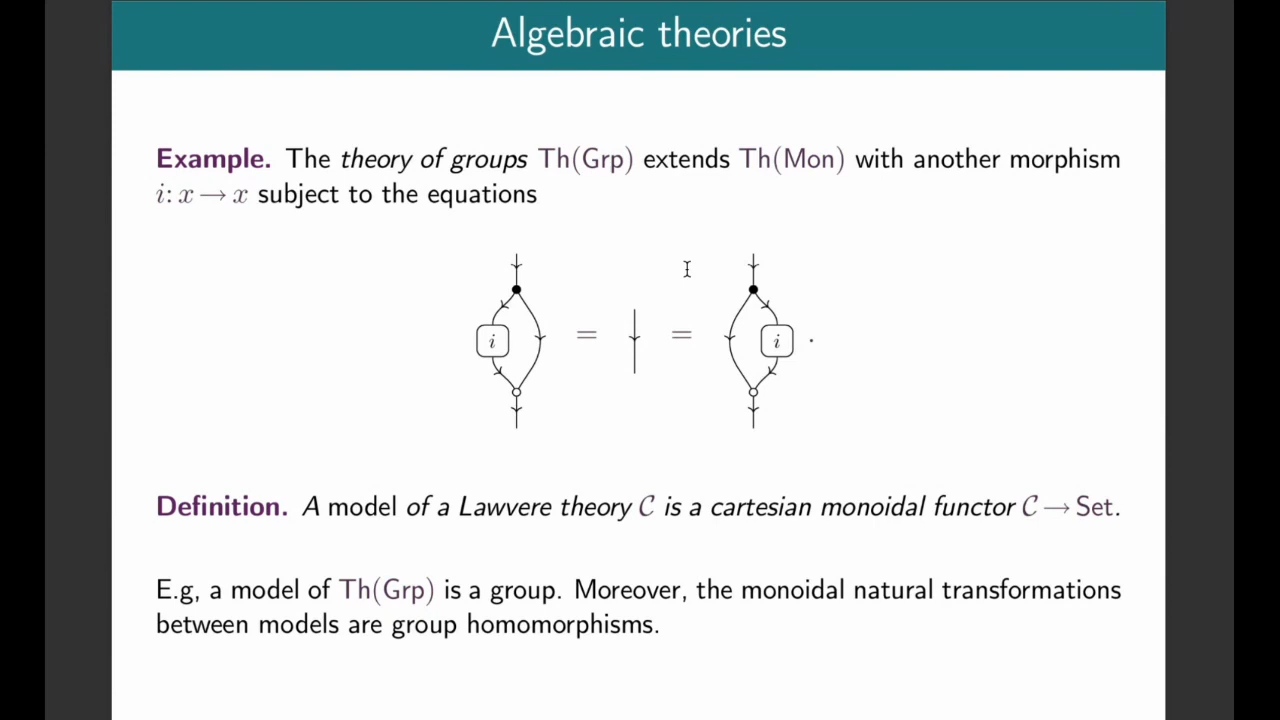 Algebraic theories
Example. The theory of groups Th(Grp) extends Th(Mon) with another morphism
i: x → x subject to the equations
i = = i .
Definition. A model of a Lawvere theory 𝒞 is a cartesian monoidal functor 𝒞 → Set.
E.g, a model of Th(Grp) is a group. Moreover, the monoidal natural transformations
between models are group homomorphisms.